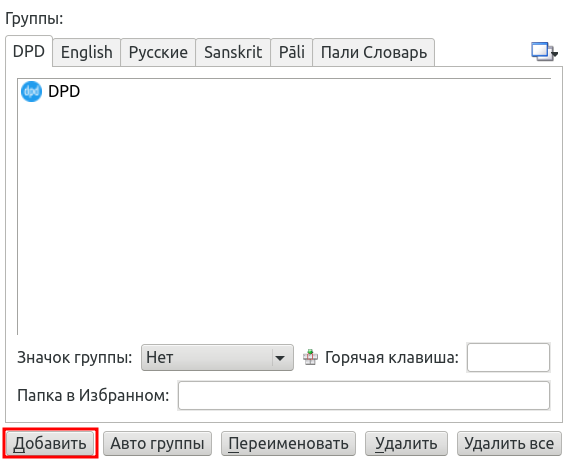 Группы:
DPD English Русские Sanskrit Pāli Пали Словарь
dpd DPD
Значок группы: Нет Горячая клавиша:
Папка в Избранном:
Добавить Авто группы Переименовать Удалить Удалить все